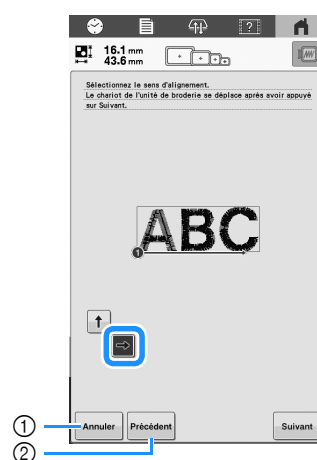 ?
16.1 mm
43.6 mm
Sélectionnez le sens d'alignement.
Le chariot de l'unité de broderie se déplace après avoir appuyé
sur Suivant.
ABC
1
① Annuler Précédent Suivant
②